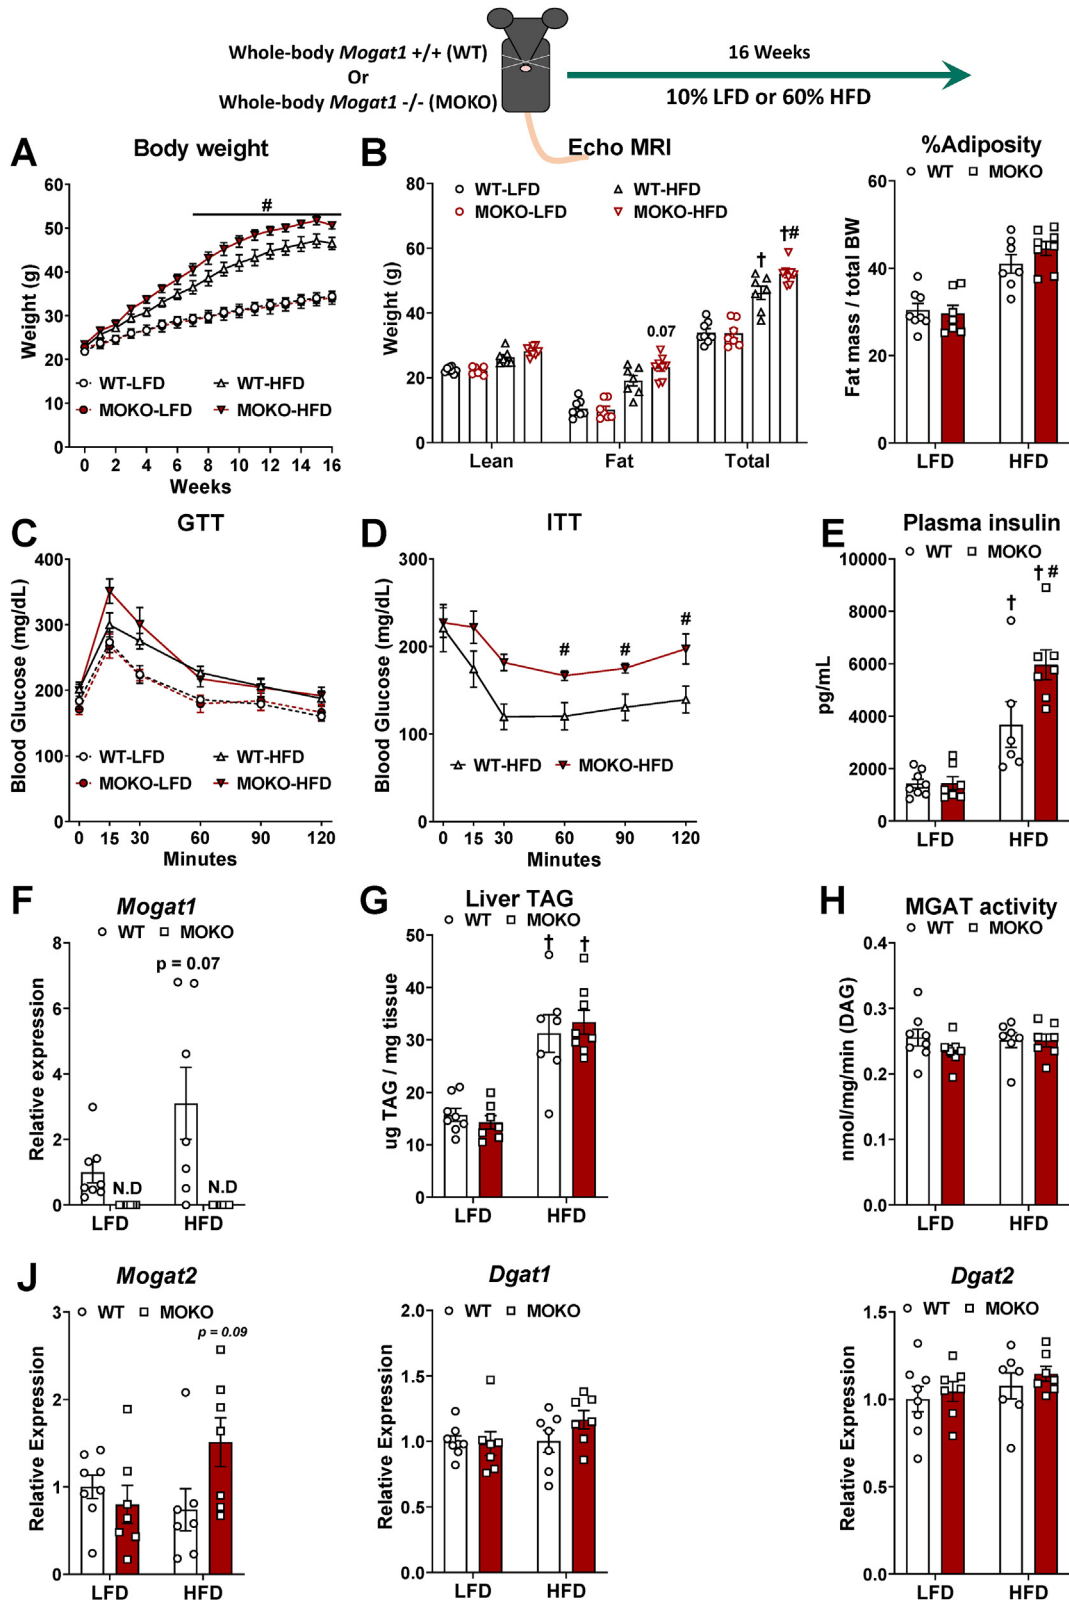 Whole-body Mogat1 +/+ (WT)
Or
Whole-body Mogat1 -/- (MOKO)
16 Weeks
10% LFD or 60% HFD
A
Body weight
Weight (g)
60
50
40
30
20
10
0
#
WT-LFD
WT-HFD
MOKO-LFD
MOKO-HFD
0 2 4 6 8 10 12 14 16
Weeks
B
Echo MRI
Weight (g)
80
60
40
20
0
WT-LFD
WT-HFD
MOKO-LFD
MOKO-HFD
0.07
†
†#
Lean
Fat
Total
%Adiposity
WT MOKO
Fat mass / total BW
60
40
20
0
LFD
HFD
C
GTT
Blood Glucose (mg/dL)
400
300
200
100
0
WT-LFD
WT-HFD
MOKO-LFD
MOKO-HFD
0 15 30 60 90 120
Minutes
D
ITT
Blood Glucose (mg/dL)
300
200
100
0
# # #
WT-HFD
MOKO-HFD
0 15 30 60 90 120
Minutes
E
Plasma insulin
WT MOKO
pg/mL
10000
8000
6000
4000
2000
0
†
†#
LFD
HFD
F
Mogat1
WT MOKO
p = 0.07
Relative expression
8
6
4
2
0
N.D
N.D
LFD
HFD
G
Liver TAG
WT MOKO
ug TAG / mg tissue
50
40
30
20
10
0
†
†
LFD
HFD
H
MGAT activity
WT MOKO
nmol/mg/min (DAG)
0.4
0.3
0.2
0.1
0.0
LFD
HFD
J
Mogat2
WT MOKO
p = 0.09
Relative Expression
3
2
1
0
LFD
HFD
Dgat1
WT MOKO
Relative Expression
2.0
1.5
1.0
0.5
0.0
LFD
HFD
Dgat2
WT MOKO
Relative Expression
1.5
1.0
0.5
0.0
LFD
HFD